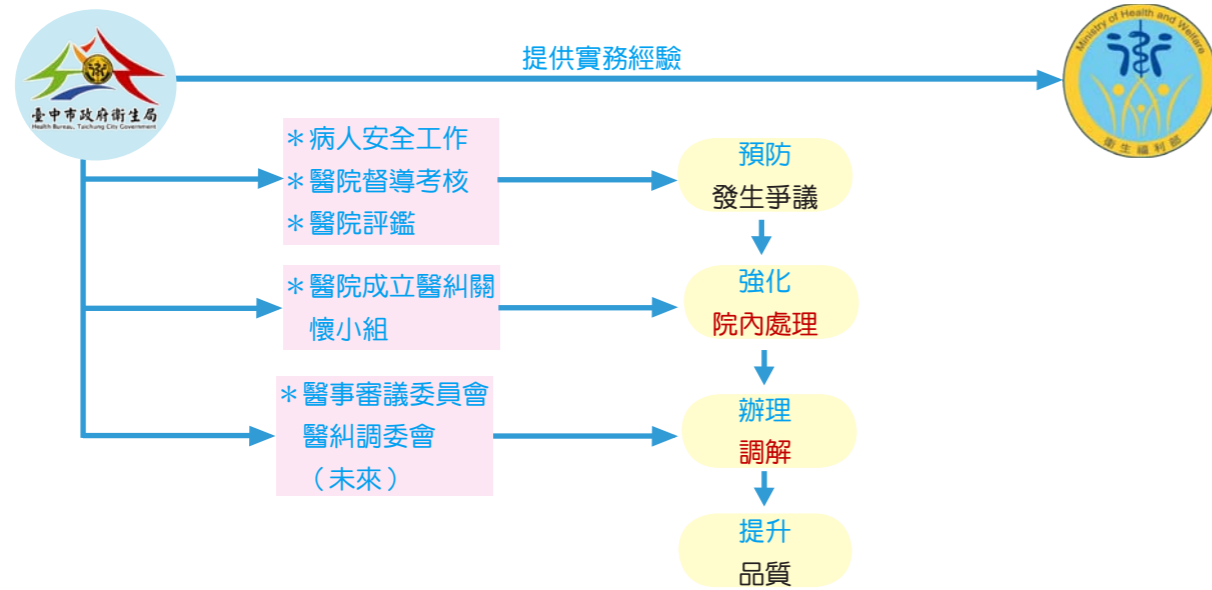 臺中市政府衛生局
Health Bureau, Taichung City Government
提供實務經驗
Ministry of Health and Welfare
衛生福利部
＊病人安全工作
＊醫院督導考核
＊醫院評鑑
預防
發生爭議
＊醫院成立醫糾關
懷小組
強化
院內處理
＊醫事審議委員會
醫糾調委會
（未來）
辦理
調解
提升
品質